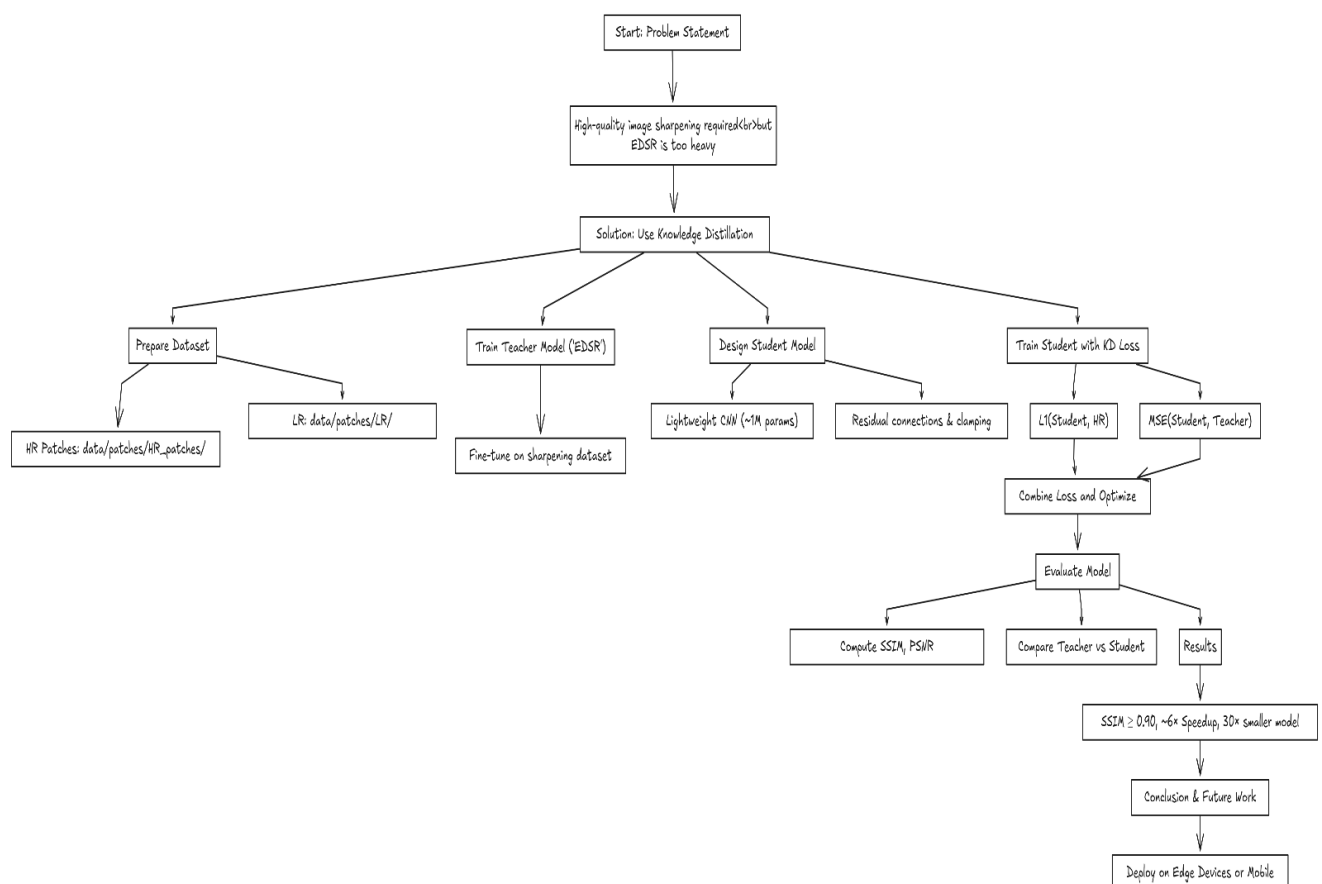 Start: Problem Statement
High-quality image sharpening required<br>but
EDSR is too heavy
Solution: Use Knowledge Distillation
Prepare Dataset
Train Teacher Model ('EDSR')
Design Student Model
Train Student with KD Loss
HR Patches: data/patches/HR_patches/
LR: data/patches/LR/
Fine-tune on sharpening dataset
Lightweight CNN (~1M params)
Residual connections & clamping
L1(Student, HR)
MSE(Student, Teacher)
Combine Loss and Optimize
Evaluate Model
Compute SSIM, PSNR
Compare Teacher vs Student
Results
SSIM ≥ 0.90, ~6× Speedup, 30× smaller model
Conclusion & Future Work
Deploy on Edge Devices or Mobile